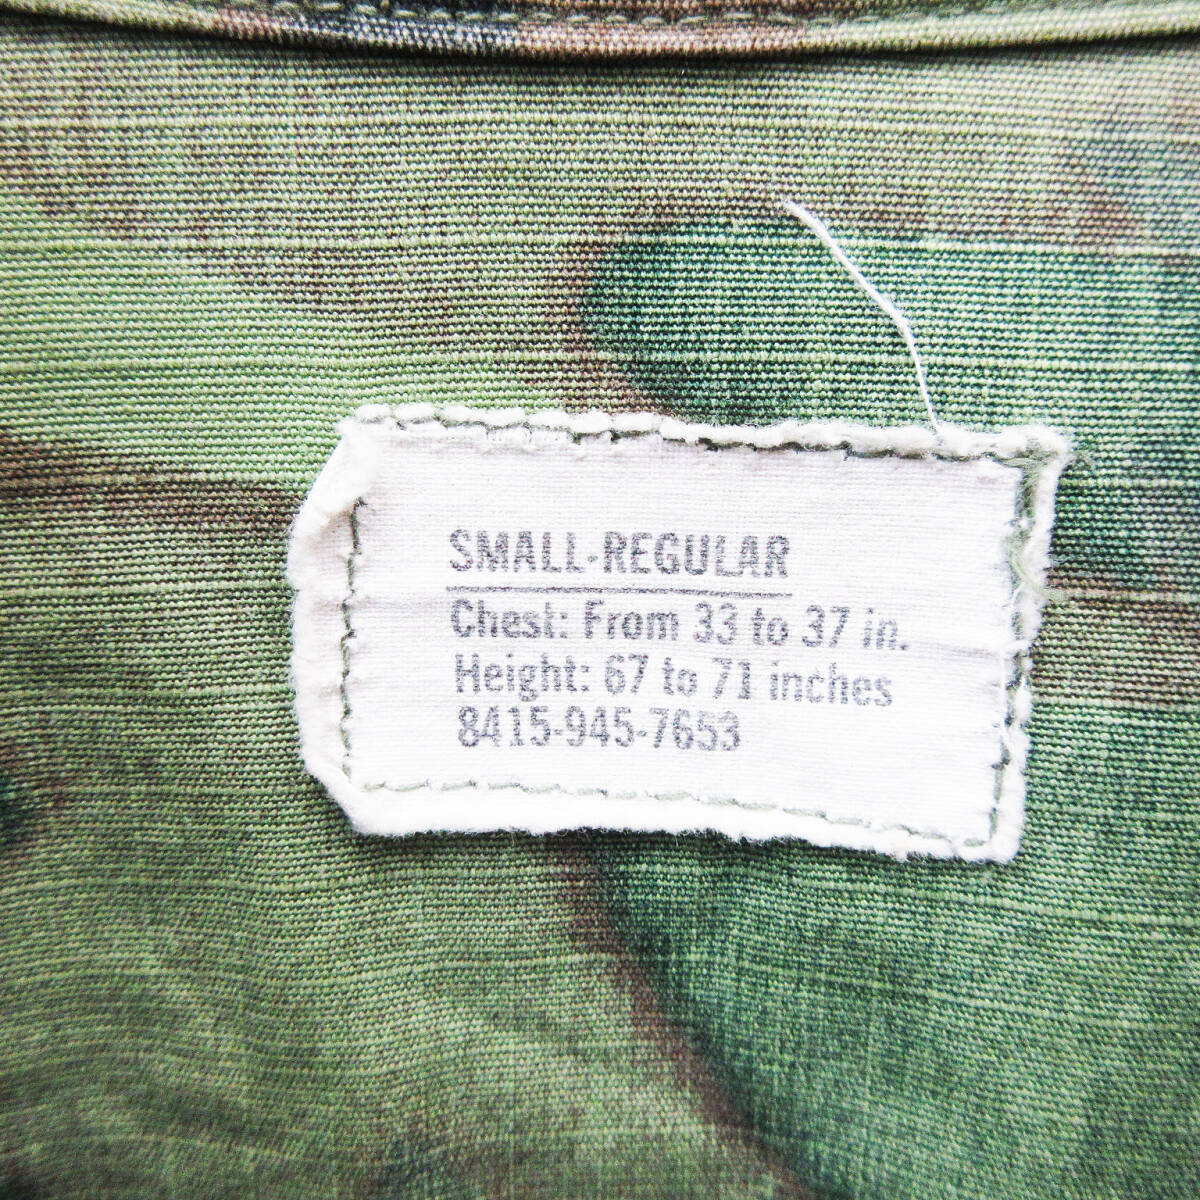 SMALL-REGULAR
Chest: From 33 to 37 in.
Height: 67 to 71 inches
8415-945-7653